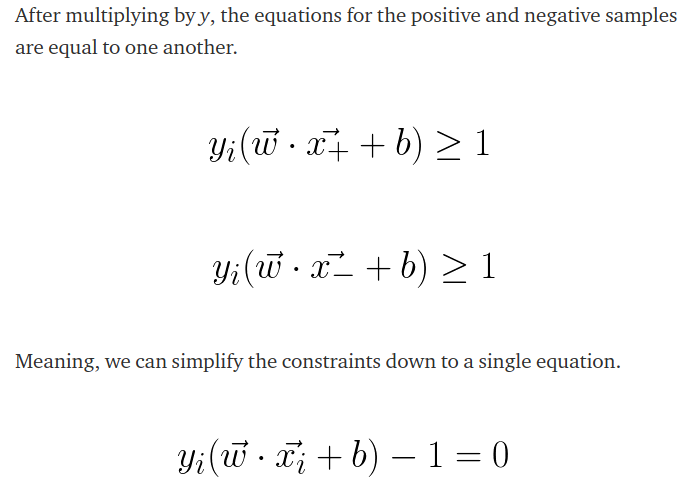 After multiplying by y, the equations for the positive and negative samples
are equal to one another.
y_i(\vec{w} \cdot \vec{x_+} + b) \geq 1
y_i(\vec{w} \cdot \vec{x_-} + b) \geq 1
Meaning, we can simplify the constraints down to a single equation.
y_i(\vec{w} \cdot \vec{x_i} + b) - 1 = 0